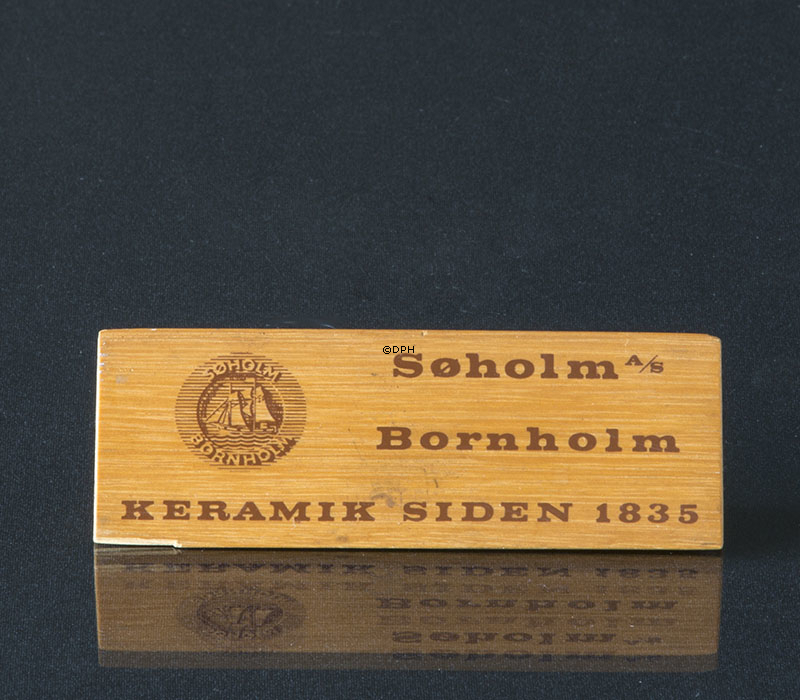 ©DPH
Søholm A/S
SØHOLM
Bornholm
BORNHOLM
KERAMIK SIDEN 1835